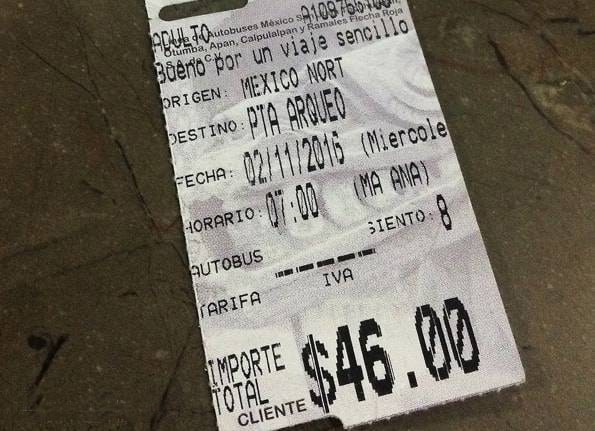 ADULTO
Autobuses México
Otumba, Apan, Calpulalpan y Ramales Flecha Roja
S.A. de C.V.
Bueno por un viaje sencillo
ORIGEN: MEXICO NORT
DESTINO: PTA ARQUEO
FECHA: 02/11/2016 (Miercole
HORARIO: 07:00 (MA ANA)
SIENTO: 8
AUTOBUS
TARIFA IVA
IMPORTE
TOTAL $46.00
CLIENTE